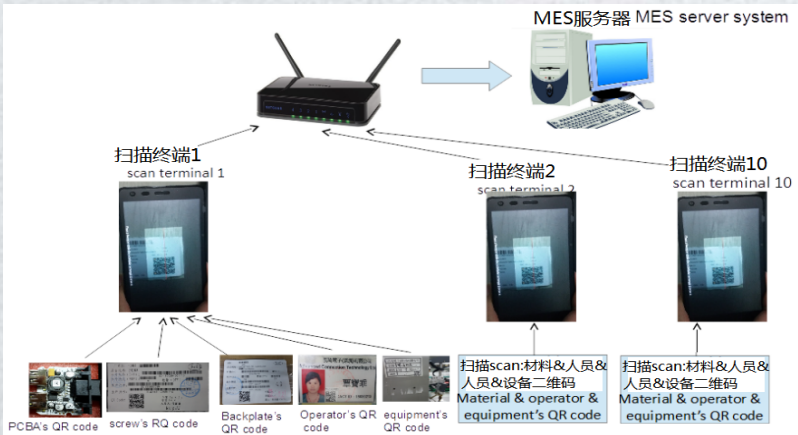 MES服务器 MES server system
扫描终端1
scan terminal 1
扫描终端2
scan terminal 2
扫描终端10
scan terminal 10
PCBA's QR code
screw's RQ code
Backplate's
QR code
Operator's QR
code
equipment's
QR code
扫描scan:材料&人员&
人员&设备二维码
Material & operator &
equipment's QR code
扫描scan:材料&人员&
人员&设备二维码
Material & operator &
equipment's QR code